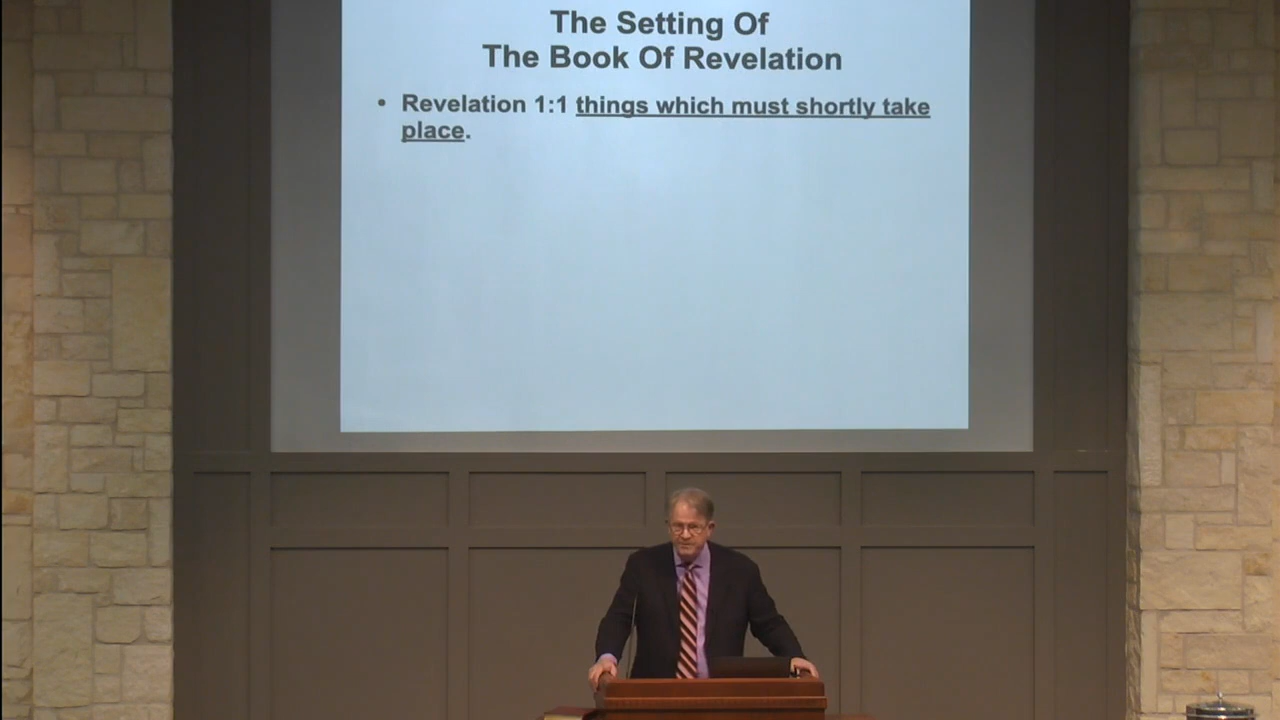 The Setting Of
The Book Of Revelation
• Revelation 1:1 things which must shortly take
place.